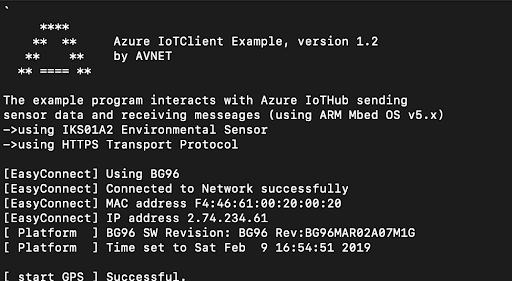 `
****
** **     Azure IoTClient Example, version 1.2
** **     by AVNET
** ==== **
The example program interacts with Azure IoTHub sending
sensor data and receiving messeages (using ARM Mbed OS v5.x)
->using IKS01A2 Environmental Sensor
->using HTTPS Transport Protocol
[EasyConnect] Using BG96
[EasyConnect] Connected to Network successfully
[EasyConnect] MAC address F4:46:61:00:20:00:20
[EasyConnect] IP address 2.74.234.61
[ Platform  ] BG96 SW Revision: BG96 Rev:BG96MAR02A07M1G
[ Platform  ] Time set to Sat Feb  9 16:54:51 2019
[ start GPS ] Successful.